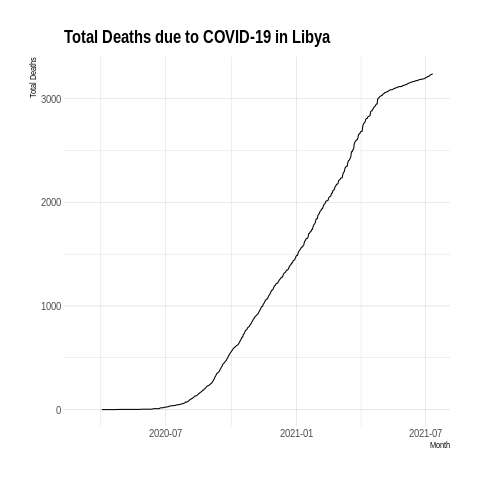 Total Deaths due to COVID-19 in Libya
Total Deaths
3000
2000
1000
0
2020-07
2021-01
2021-07
Month